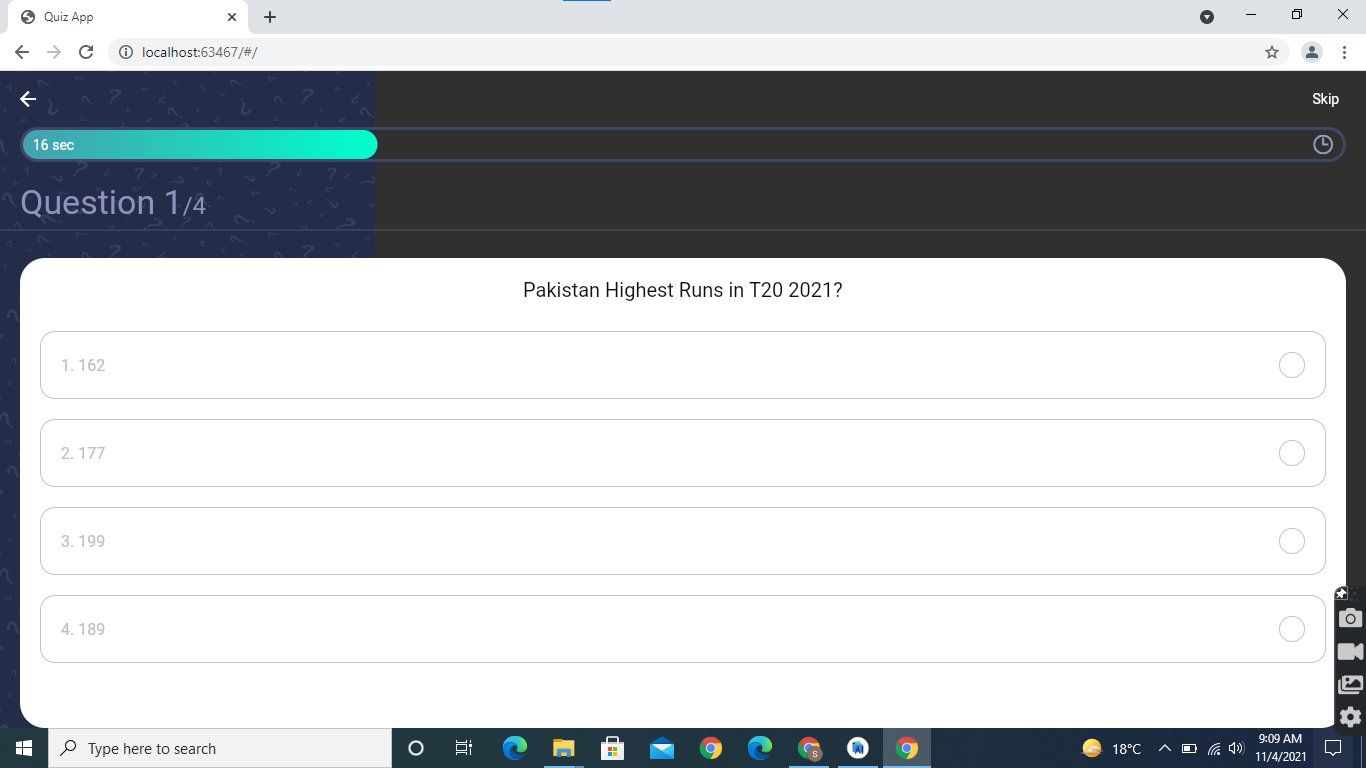 Quiz App
localhost:63467/#/
Skip
16 sec
Question 1/4
Pakistan Highest Runs in T20 2021?
1. 162
2. 177
3. 199
4. 189
Type here to search
S
18°C
9:09 AM
11/4/2021